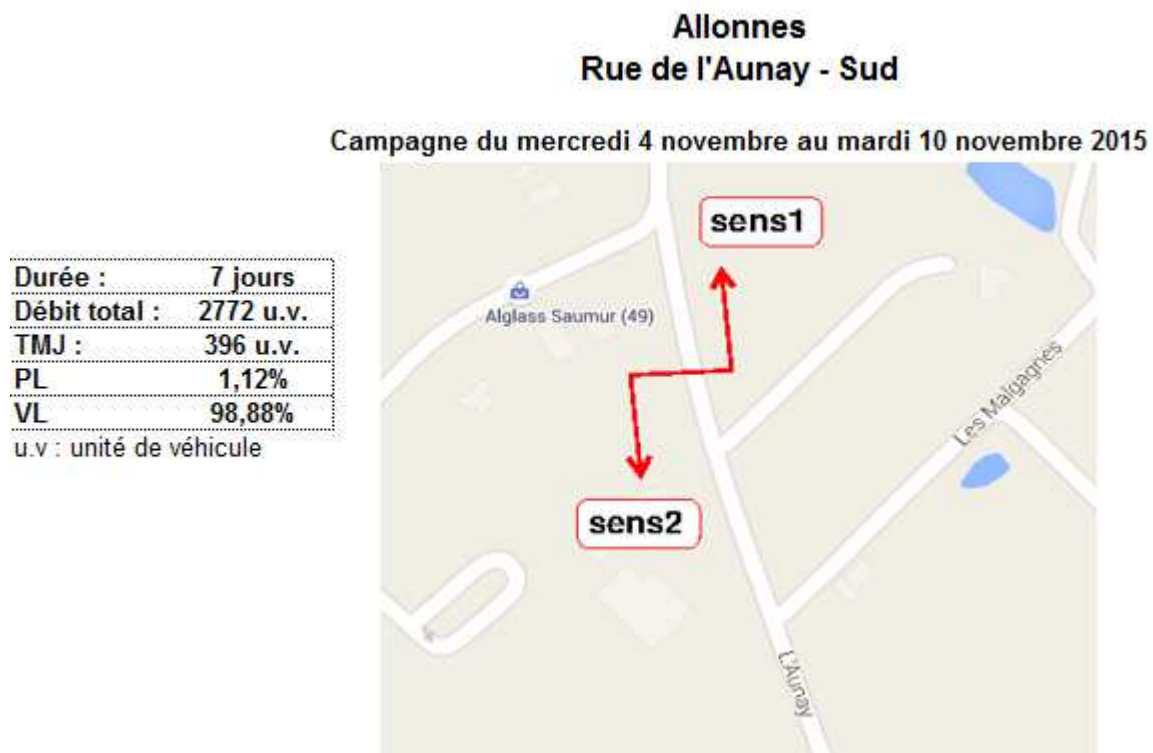 Allonnes
Rue de l'Aunay - Sud
Campagne du mercredi 4 novembre au mardi 10 novembre 2015
Durée : 7 jours
Débit total : 2772 u.v.
TMJ : 396 u.v.
PL 1,12%
VL 98,88%
u.v : unité de véhicule
sens1
Alglass Saumur (49)
Les Malgagnes
sens2
L'Aunay